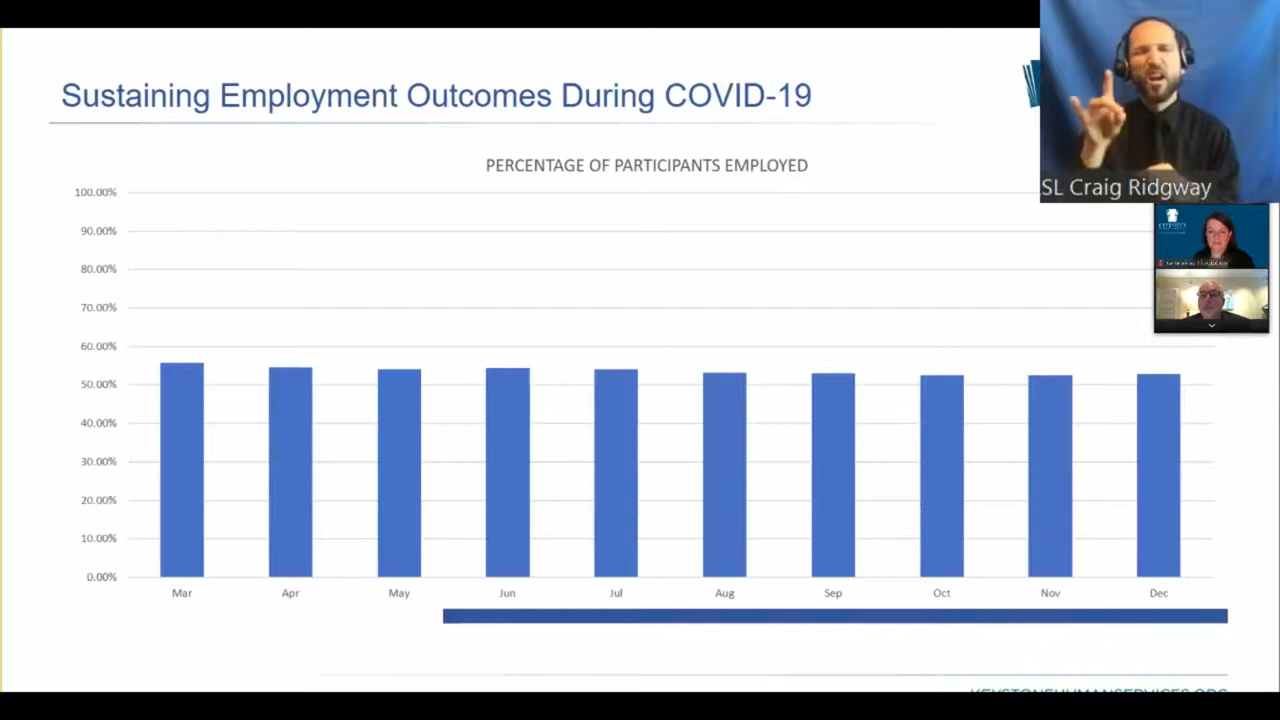 Sustaining Employment Outcomes During COVID-19
SL Craig Ridgway
PERCENTAGE OF PARTICIPANTS EMPLOYED
100.00%
90.00%
80.00%
70.00%
60.00%
50.00%
40.00%
30.00%
20.00%
10.00%
0.00%
Mar Apr May Jun Jul Aug Sep Oct Nov Dec
KEYSTONEHUMANSERVICES.ORG